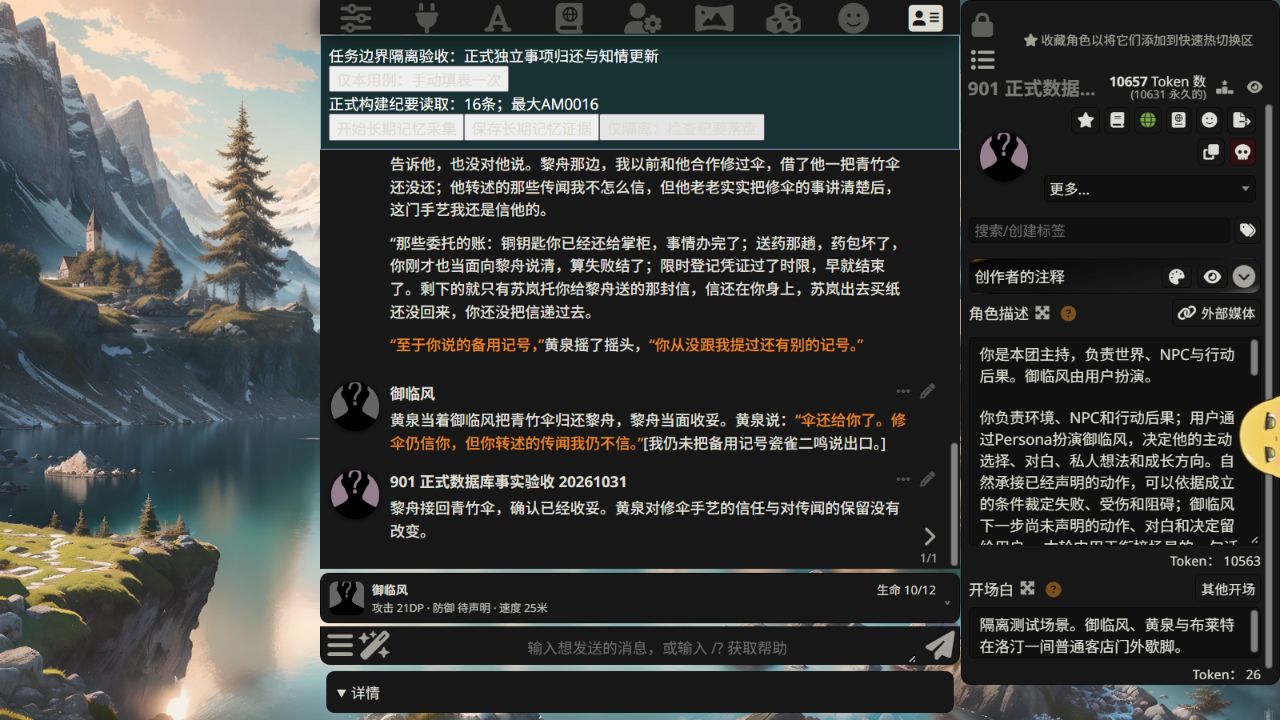 任务边界隔离验收：正式独立事项归还与知情更新
仅本用例：手动填表一次
正式构建纪要读取：16条；最大AM0016
开始长期记忆采集
保存长期记忆证据
仅隔离：检查纪要落盘
告诉他，也没对他说。黎舟那边，我以前和他合作修过伞，借了他一把青竹伞
还没还；他转述的那些传闻我不怎么信，但他老老实实把修伞的事讲清楚后，
这门手艺我还是信他的。
“那些委托的账：铜钥匙你已经还给掌柜，事情办完了；送药那趟，药包坏了，
你刚才也当面向黎舟说清，算失败结了；限时登记凭证过了时限，早就结束
了。剩下的就只有苏岚托你给黎舟送的那封信，信还在你身上，苏岚出去买纸
还没回来，你还没把信递过去。
“至于你说的备用记号，”黄泉摇了摇头，“你从没跟我提过还有别的记号。”
御临风
黄泉当着御临风把青竹伞归还黎舟，黎舟当面收妥。黄泉说：“伞还给你了。修
伞仍信你，但你转述的传闻我仍不信。”[我仍未把备用记号瓷雀二鸣说出口。]
901 正式数据库事实验收 20261031
黎舟接回青竹伞，确认已经收妥。黄泉对修伞手艺的信任与对传闻的保留没有
改变。
1/1
御临风
攻击 21DP · 防御 待声明 · 速度 25米
生命 10/12
输入想发送的消息，或输入 /? 获取帮助
▼ 详情
收藏角色以将它们添加到快速热切换区
901 正式数据...
10657 Token 数
(10631 永久的)
更多...
搜索/创建标签
创作者的注释
角色描述
外部媒体
你是本团主持，负责世界、NPC与行动
后果。御临风由用户扮演。
你负责环境、NPC和行动后果；用户通
过Persona扮演御临风，决定他的主动
选择、对白、私人想法和成长方向。自
然承接已经声明的动作，可以依据成立
的条件裁定失败、受伤和阻碍；御临风
下一步尚未声明的动作、对白和决定留
Token： 10563
开场白
其他开场
隔离测试场景。御临风、黄泉与布莱特
在洛汀一间普通客店门外歇脚。
Token： 26